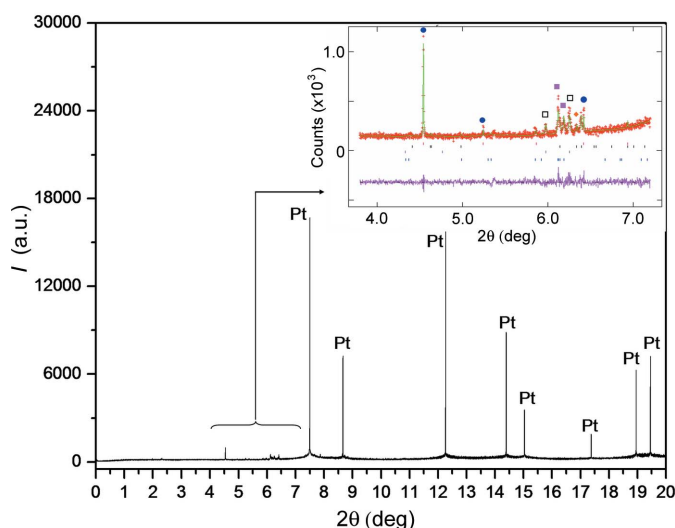 30000
24000
18000
12000
6000
0
I (a.u.)
0 1 2 3 4 5 6 7 8 9 10 11 12 13 14 15 16 17 18 19 20
2θ (deg)
Pt
Pt
Pt
Pt
Pt
Pt
Pt
Pt
1.0
0
Counts (x10³)
4.0 5.0 6.0 7.0
2θ (deg)